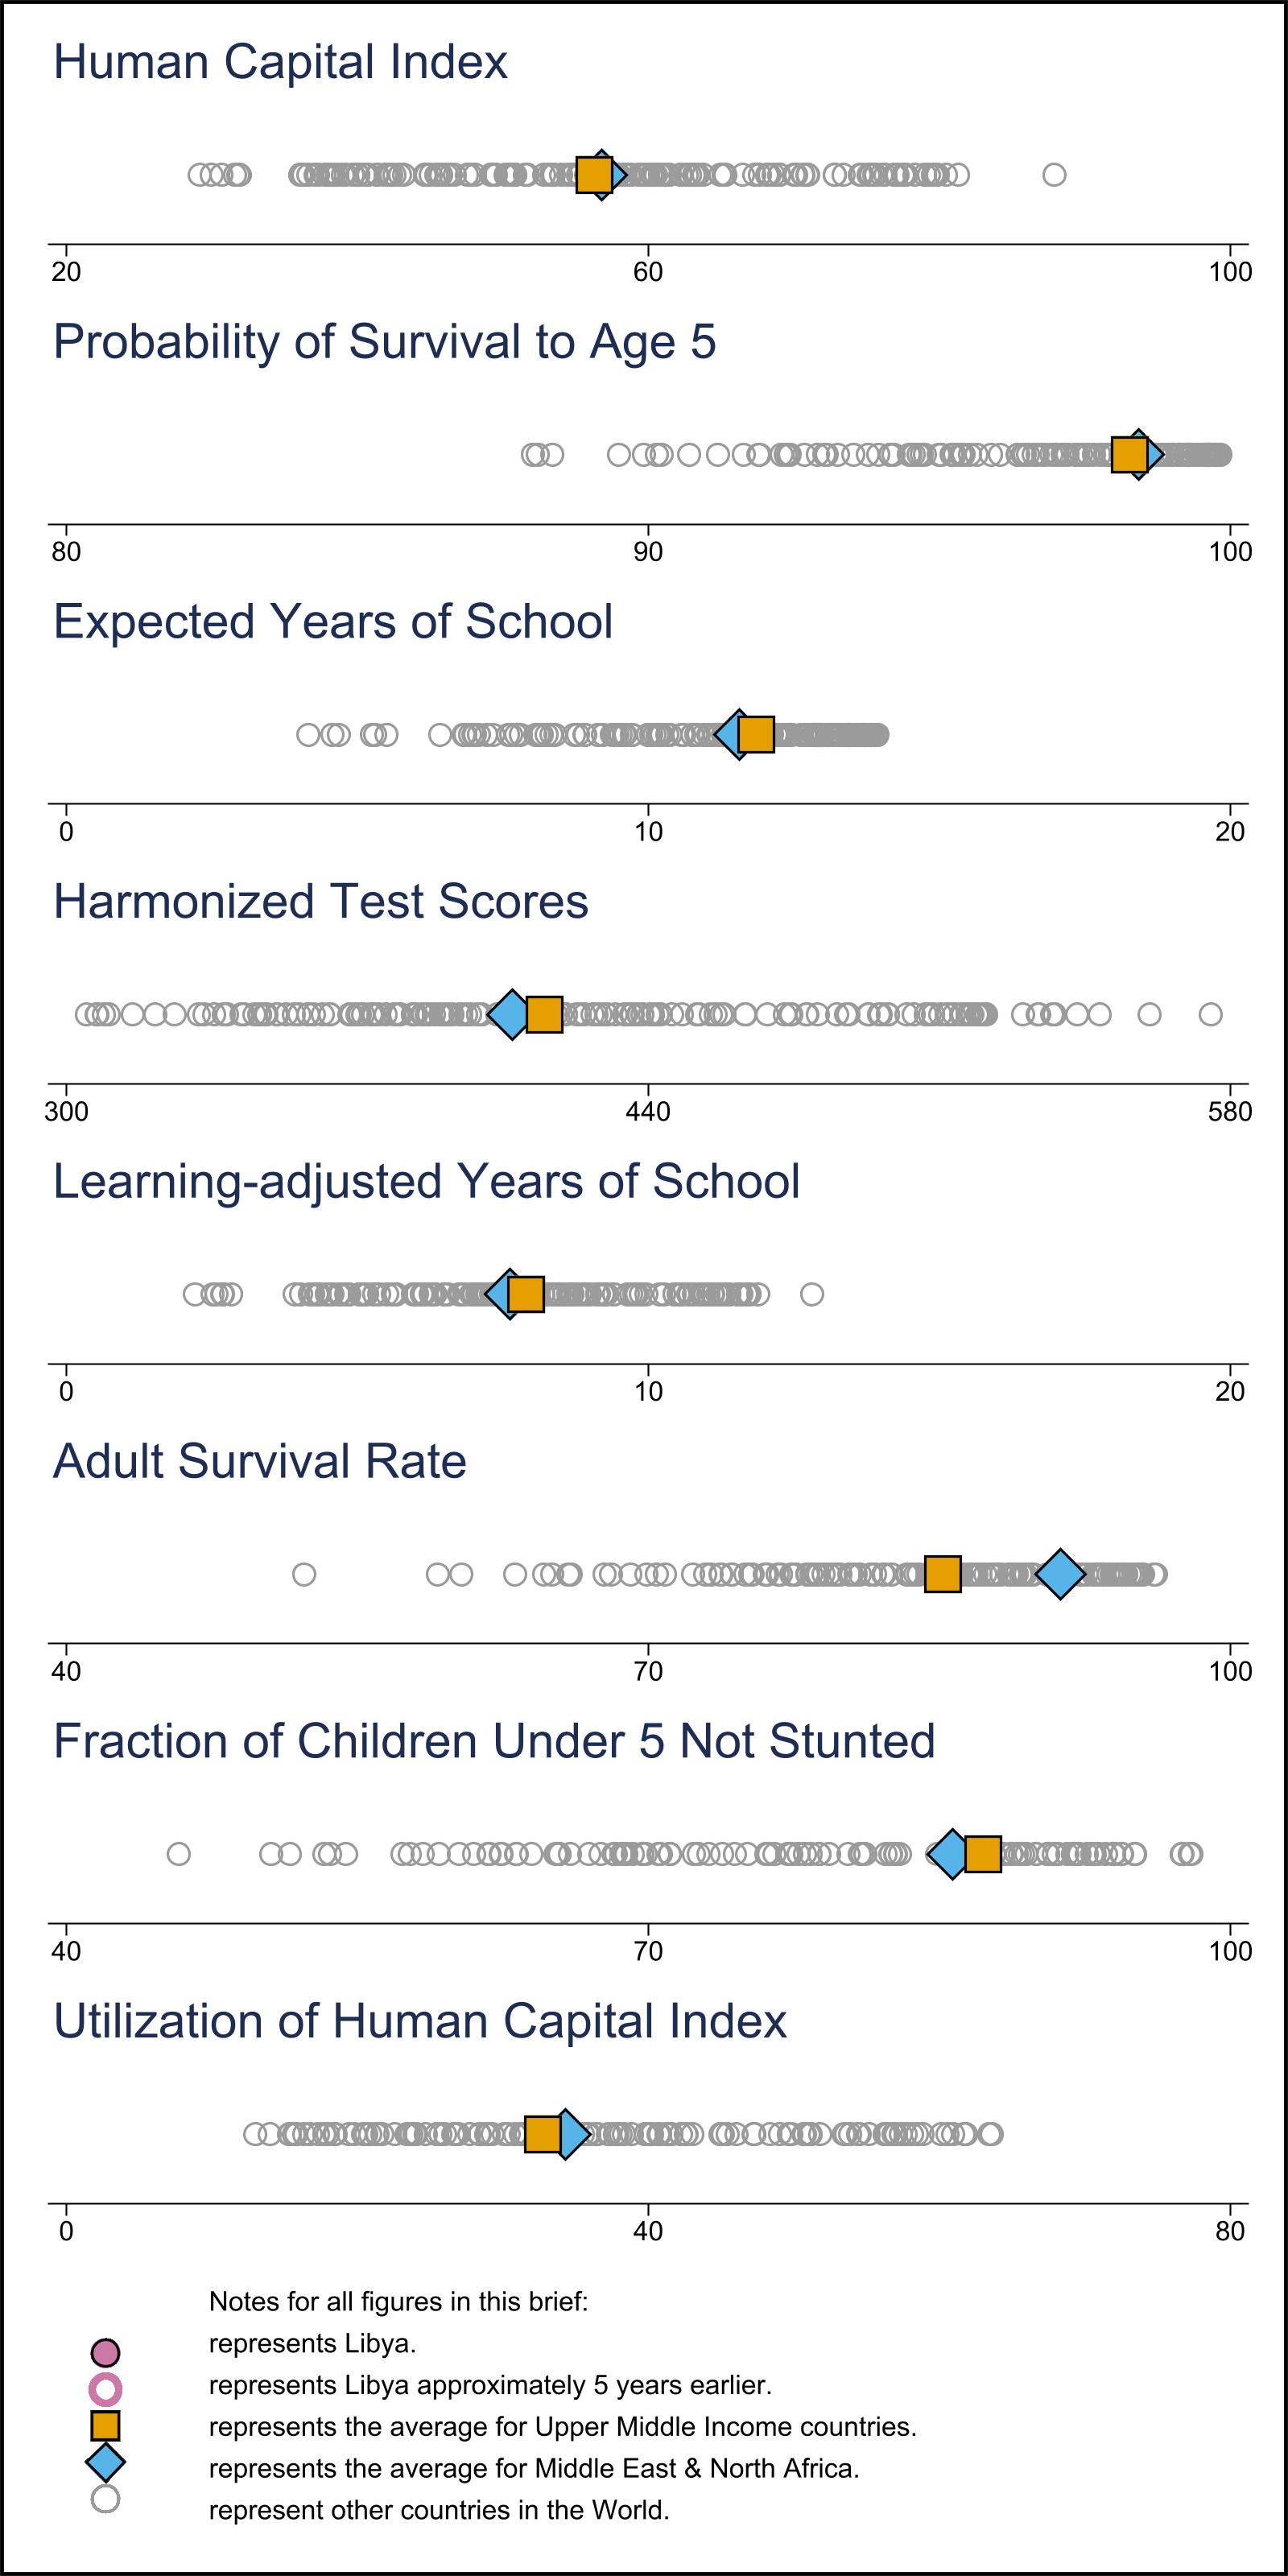 Human Capital Index
20 60 100
Probability of Survival to Age 5
80 90 100
Expected Years of School
0 10 20
Harmonized Test Scores
300 440 580
Learning-adjusted Years of School
0 10 20
Adult Survival Rate
40 70 100
Fraction of Children Under 5 Not Stunted
40 70 100
Utilization of Human Capital Index
0 40 80
Notes for all figures in this brief:
represents Libya.
represents Libya approximately 5 years earlier.
represents the average for Upper Middle Income countries.
represents the average for Middle East & North Africa.
represent other countries in the World.